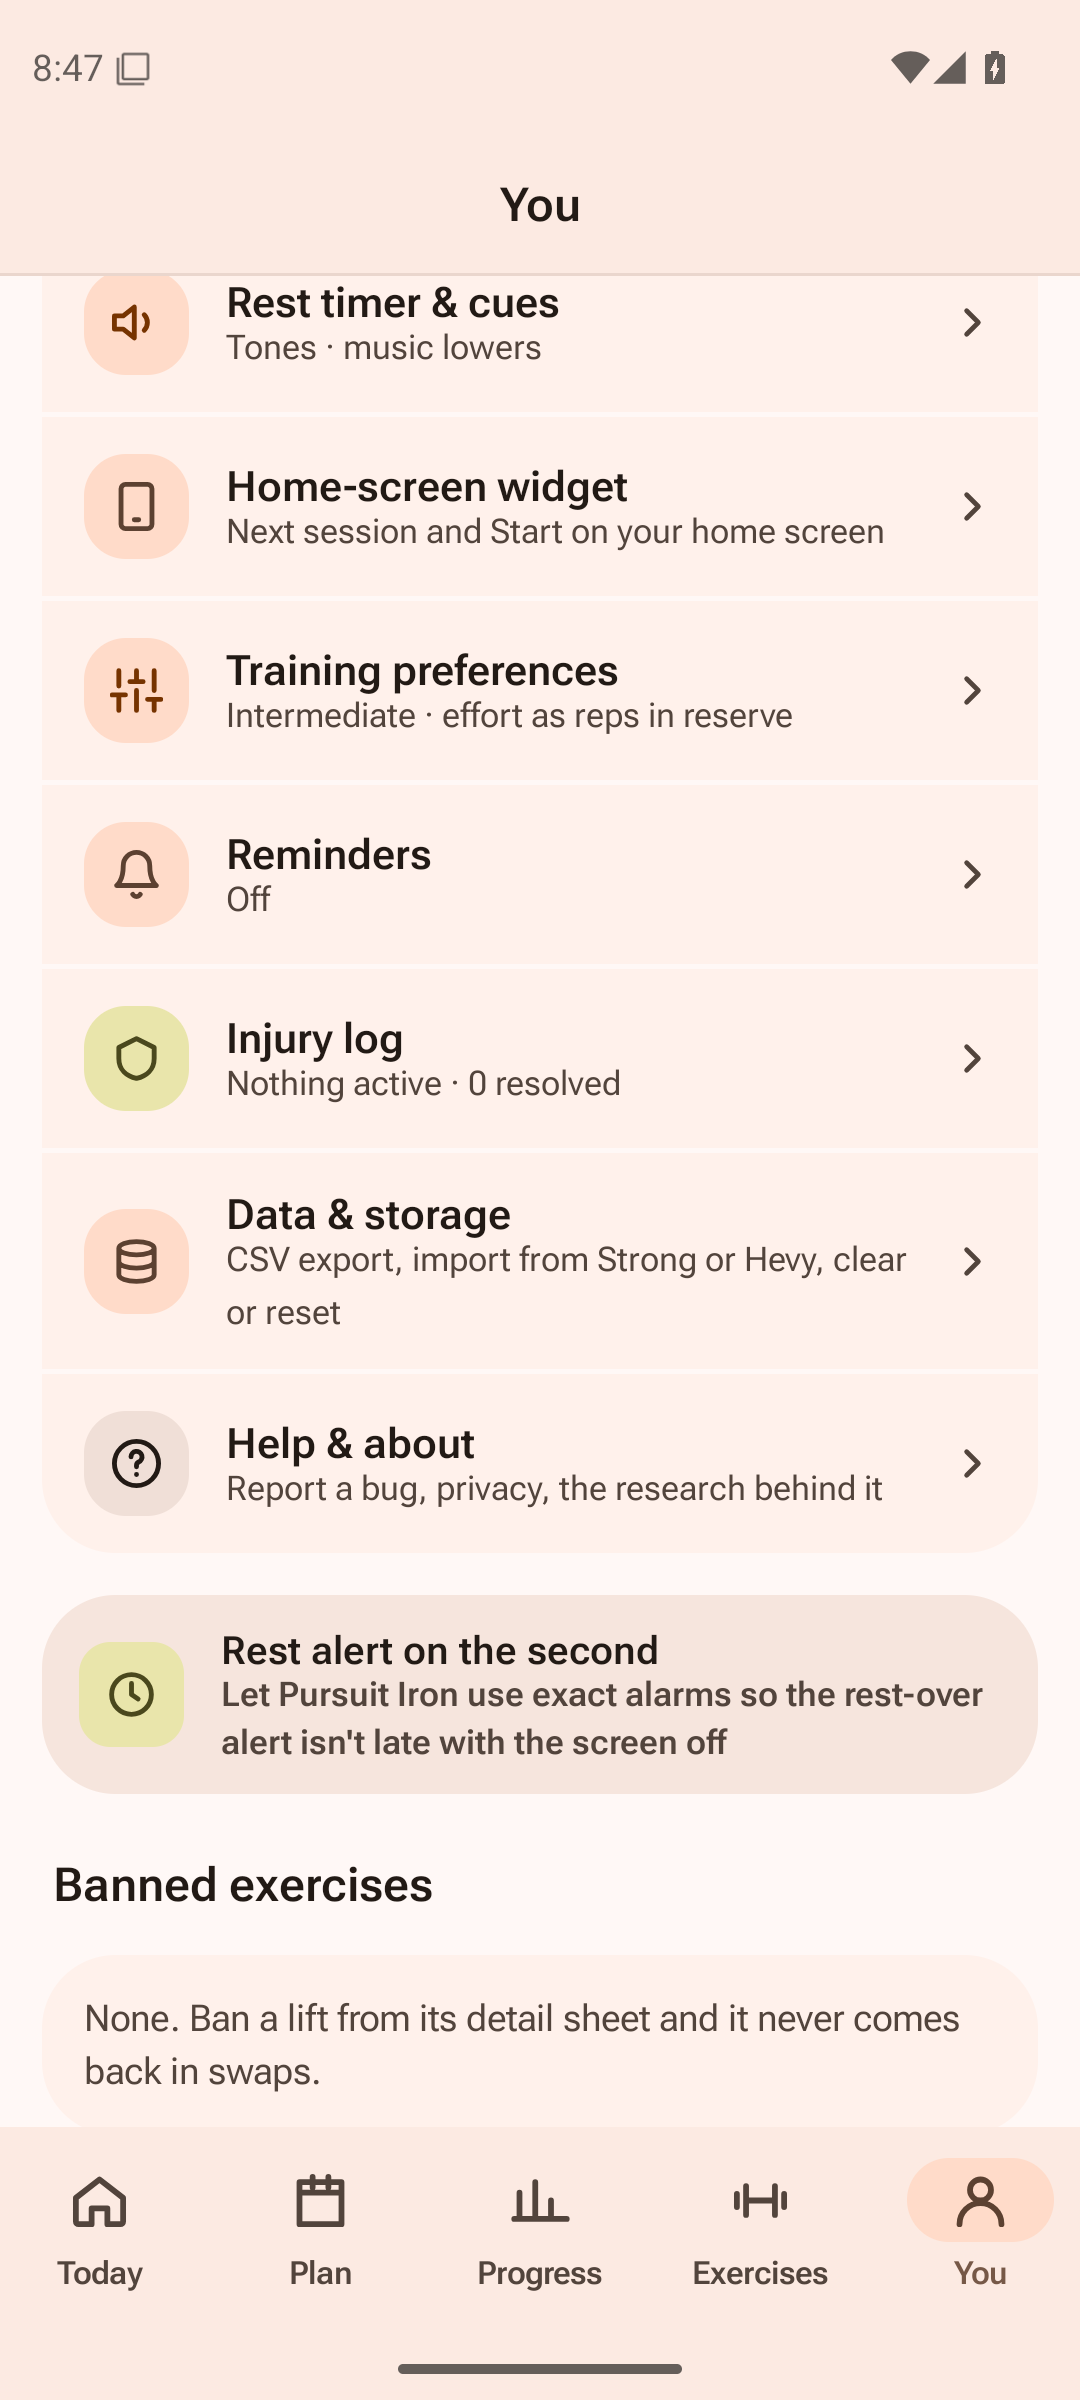 8:47
You
Rest timer & cues
Tones · music lowers
Home-screen widget
Next session and Start on your home screen
Training preferences
Intermediate · effort as reps in reserve
Reminders
Off
Injury log
Nothing active · 0 resolved
Data & storage
CSV export, import from Strong or Hevy, clear
or reset
Help & about
Report a bug, privacy, the research behind it
Rest alert on the second
Let Pursuit Iron use exact alarms so the rest-over
alert isn't late with the screen off
Banned exercises
None. Ban a lift from its detail sheet and it never comes
back in swaps.
Today
Plan
Progress
Exercises
You